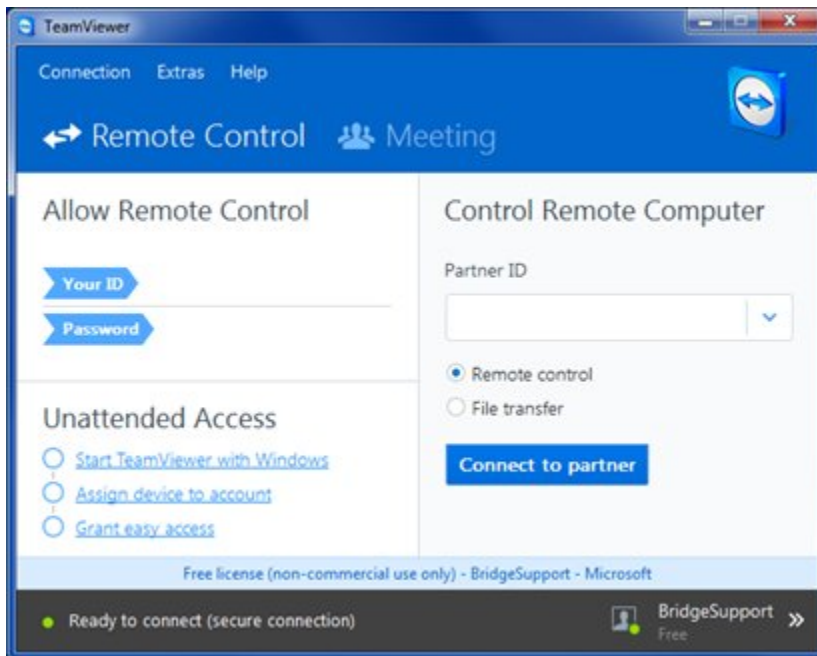 TeamViewer
Connection Extras Help
Remote Control Meeting
Allow Remote Control
Your ID
Password
Unattended Access
Start TeamViewer with Windows
Assign device to account
Grant easy access
Control Remote Computer
Partner ID
Remote control
File transfer
Connect to partner
Free license (non-commercial use only) - BridgeSupport - Microsoft
Ready to connect (secure connection)
BridgeSupport
Free